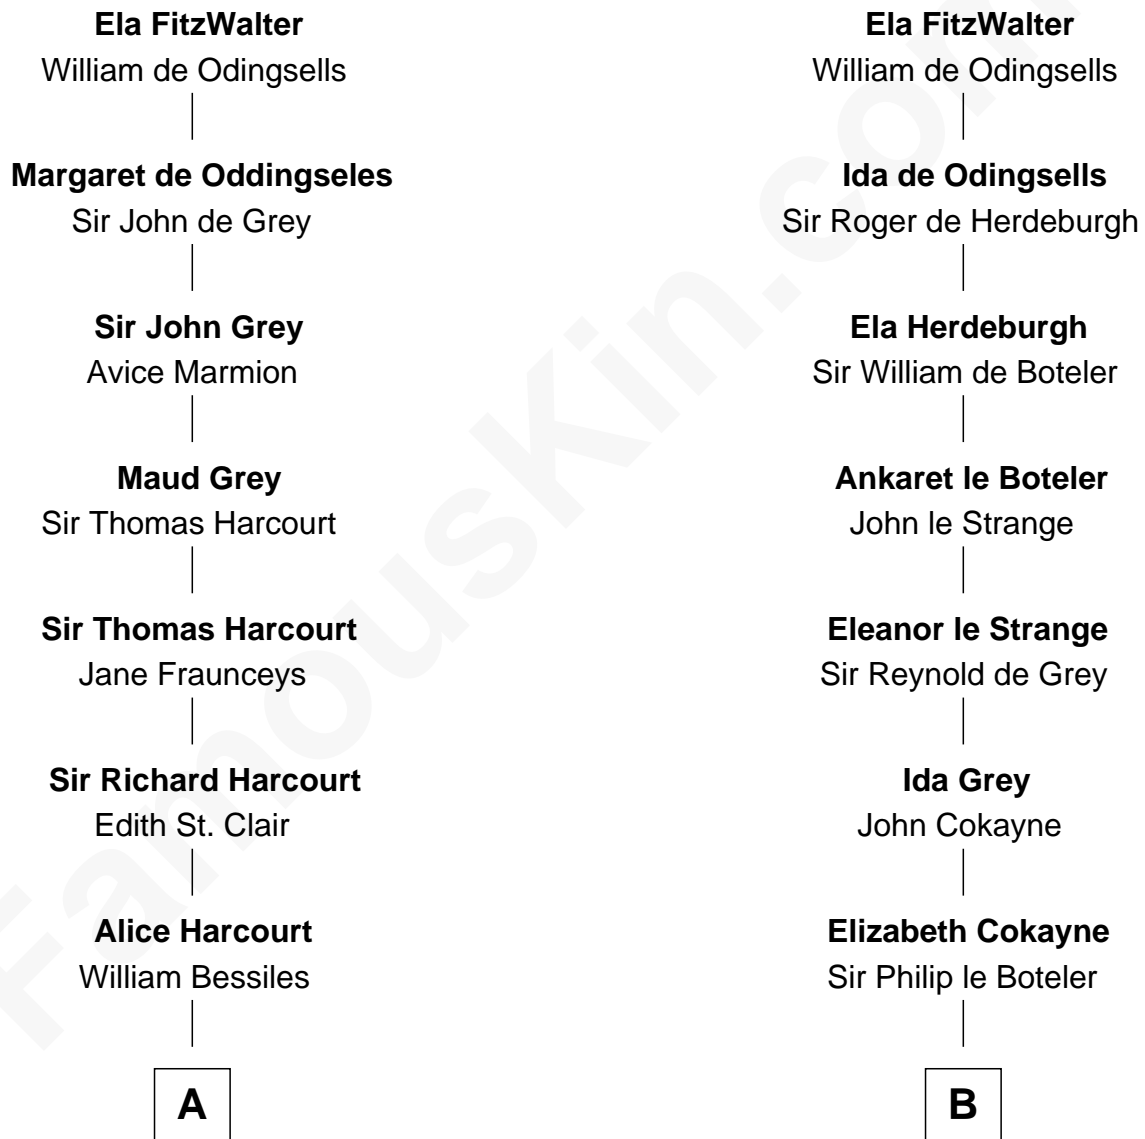 Ela FitzWalter
William de Odingsells
Margaret de Oddingseles
Sir John de Grey
Sir John Grey
Avice Marmion
Maud Grey
Sir Thomas Harcourt
Sir Thomas Harcourt
Jane Fraunceys
Sir Richard Harcourt
Edith St. Clair
Alice Harcourt
William Bessiles
A
Ela FitzWalter
William de Odingsells
Ida de Odingsells
Sir Roger de Herdeburgh
Ela Herdeburgh
Sir William de Boteler
Ankaret le Boteler
John le Strange
Eleanor le Strange
Sir Reynold de Grey
Ida Grey
John Cokayne
Elizabeth Cokayne
Sir Philip le Boteler
B
FamousKin.com